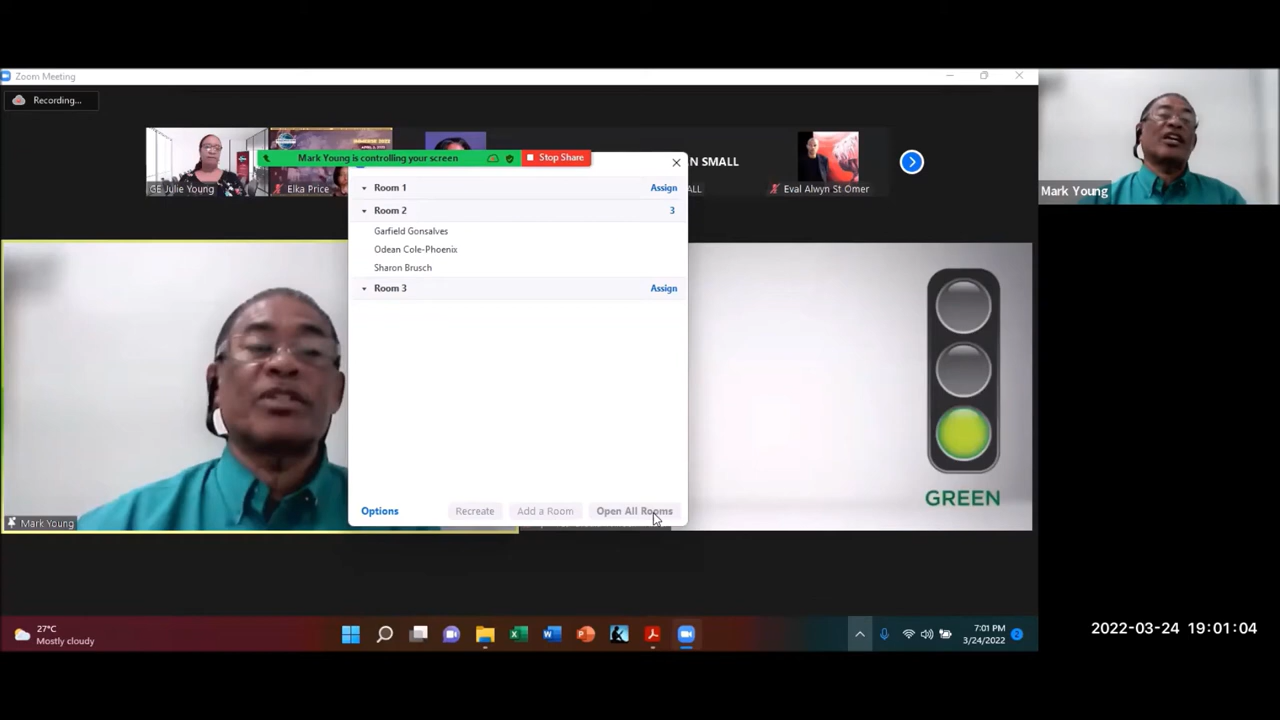 Zoom Meeting
Recording...
GE Julie Young
Elka Price
Mark Young is controlling your screen
Stop Share
N SMALL
ALL
Eval Alwyn St Omer
Mark Young
Room 1
Assign
Room 2
3
Garfield Gonsalves
Odean Cole-Phoenix
Sharon Brusch
Room 3
Assign
Options
Recreate
Add a Room
Open All Rooms
GREEN
Mark Young
27°C
Mostly cloudy
7:01 PM
3/24/2022
2
2022-03-24 19:01:04